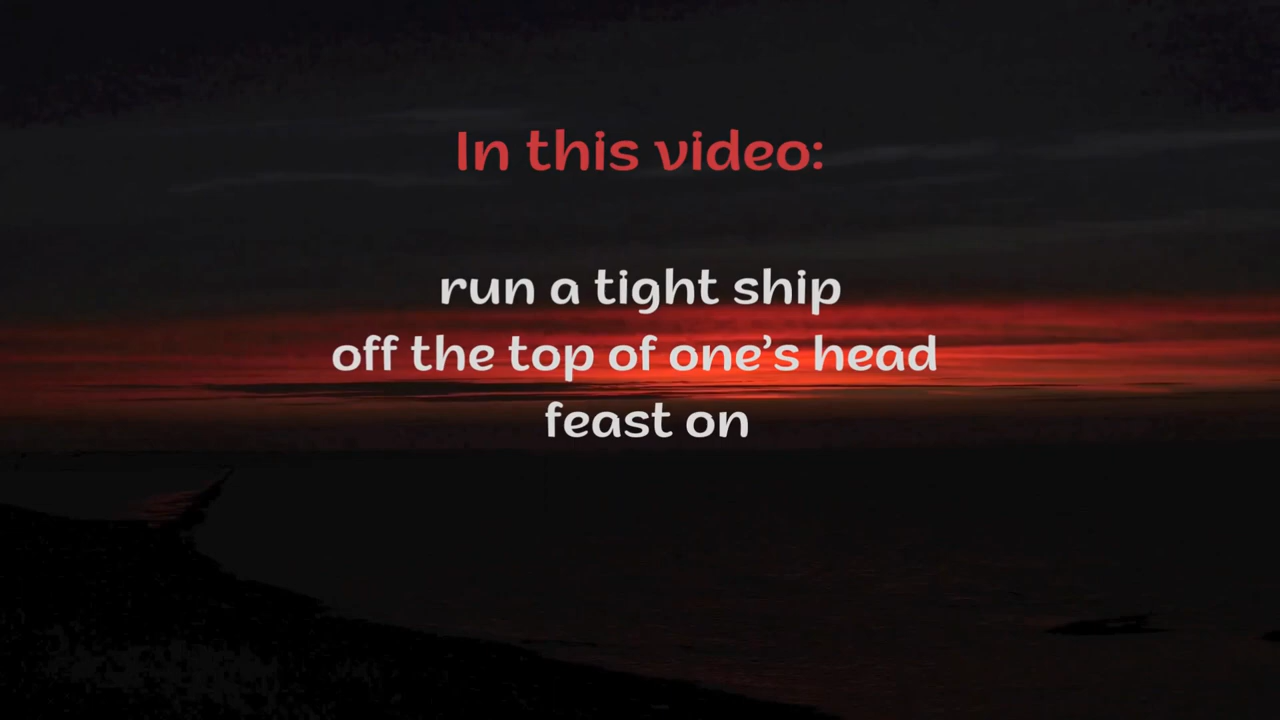 In this video:
run a tight ship
off the top of one’s head
feast on